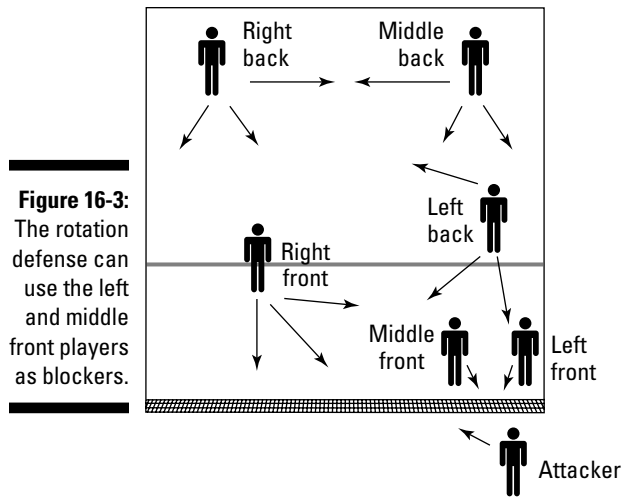 Right
back
Middle
back
Figure 16-3:
The rotation
defense can
use the left
and middle
front players
as blockers.
Left
back
Right
front
Middle
front
Left
front
Attacker